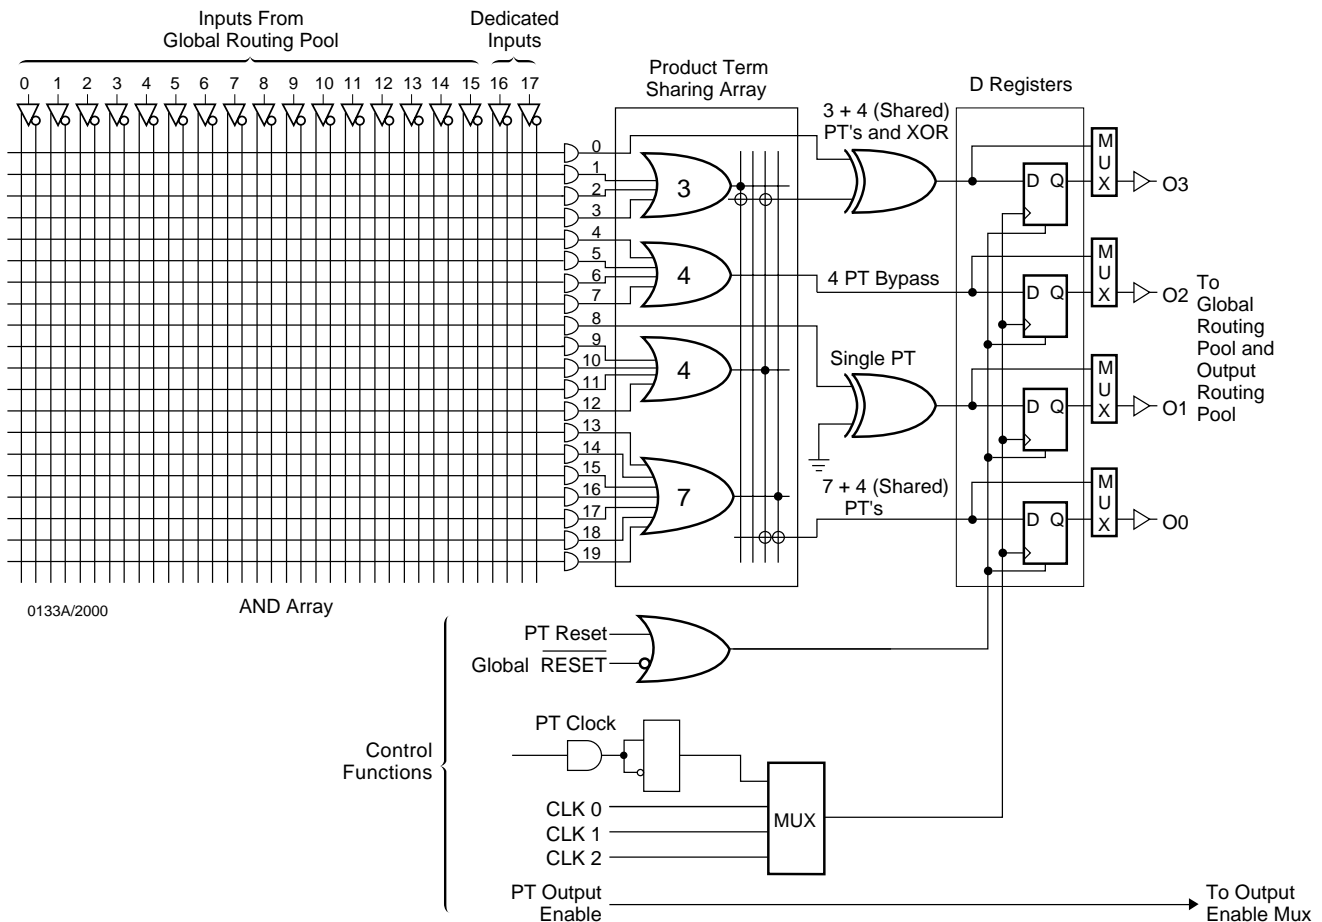 Inputs From
Global Routing Pool
Dedicated
Inputs
0 1 2 3 4 5 6 7 8 9 10 11 12 13 14 15 16 17
Product Term
Sharing Array
D Registers
3 + 4 (Shared)
PT's and XOR
0
1
2
3
4
5
6
7
8
9
10
11
12
13
14
15
16
17
18
19
3
4
4
7
4 PT Bypass
Single PT
7 + 4 (Shared)
PT's
D Q
MUX
O3
D Q
MUX
O2
D Q
MUX
O1
D Q
MUX
O0
To
Global
Routing
Pool and
Output
Routing
Pool
0133A/2000
AND Array
PT Reset
Global RESET
Control
Functions
PT Clock
CLK 0
CLK 1
CLK 2
MUX
PT Output
Enable
To Output
Enable Mux